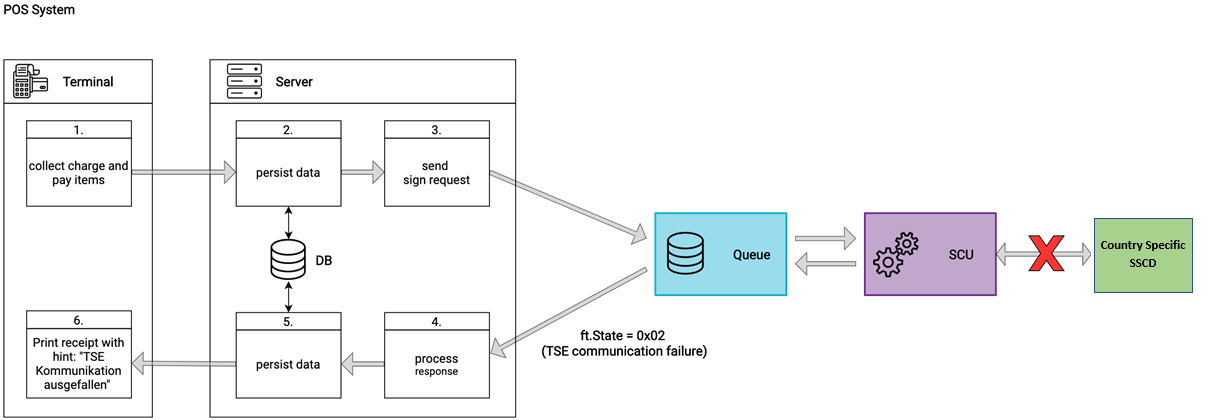 POS System
Terminal
Server
1.
collect charge and
pay items
2.
persist data
3.
send
sign request
DB
Queue
SCU
Country Specific
SSCD
ft.State = 0x02
(TSE communication failure)
4.
process
response
5.
persist data
6.
Print receipt with
hint: "TSE
Kommunikation
ausgefallen"